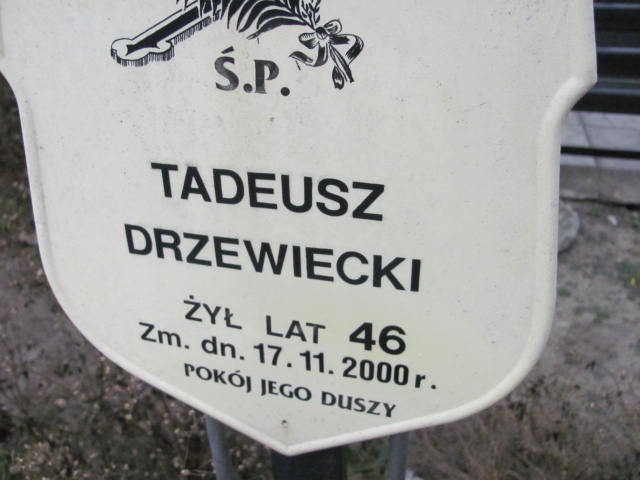 Ś.P.
TADEUSZ
DRZEWIECKI
ŻYŁ LAT 46
Zm. dn. 17.11.2000 r.
POKÓJ JEGO DUSZY